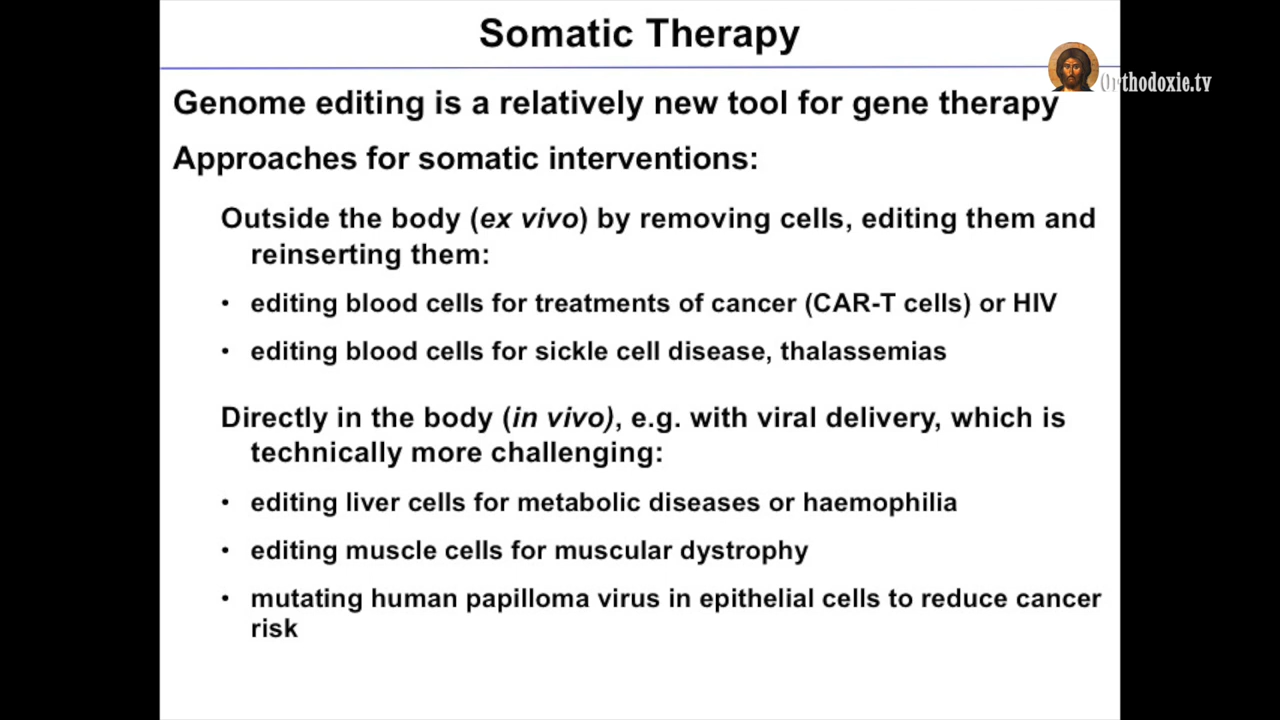 Somatic Therapy
Orthodoxie.tv
Genome editing is a relatively new tool for gene therapy
Approaches for somatic interventions:
Outside the body (ex vivo) by removing cells, editing them and
reinserting them:
• editing blood cells for treatments of cancer (CAR-T cells) or HIV
• editing blood cells for sickle cell disease, thalassemias
Directly in the body (in vivo), e.g. with viral delivery, which is
technically more challenging:
• editing liver cells for metabolic diseases or haemophilia
• editing muscle cells for muscular dystrophy
• mutating human papilloma virus in epithelial cells to reduce cancer
risk